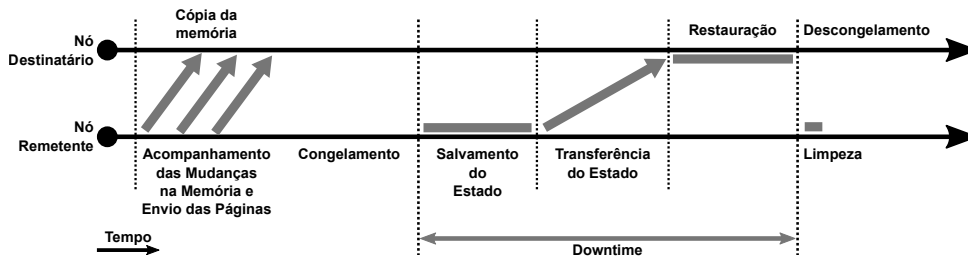 Cópia da
memória
Restauração
Descongelamento
Nó
Destinatário
Nó
Remetente
Acompanhamento
das Mudanças
na Memória e
Envio das Páginas
Congelamento
Salvamento
do
Estado
Transferência
do Estado
Limpeza
Tempo
Downtime